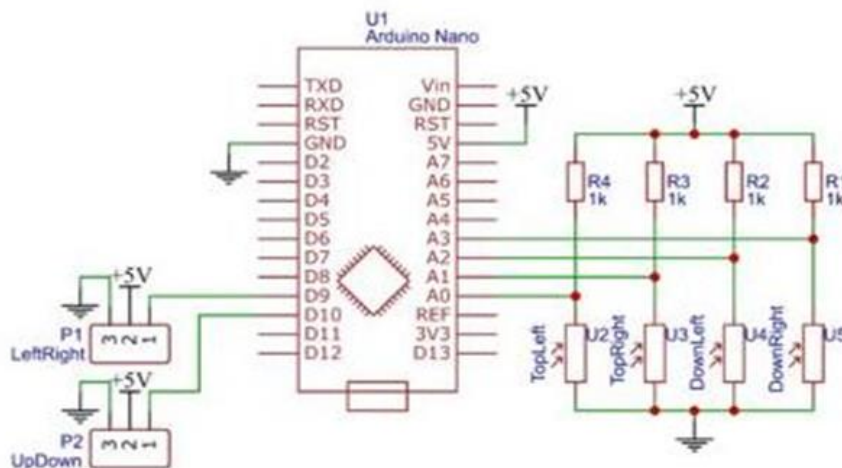 U1
Arduino Nano
TXD
RXD
RST
GND
D2
D3
D4
D5
D6
D7
D8
D9
D10
D11
D12
Vin
GND
RST
5V
A7
A6
A5
A4
A3
A2
A1
A0
REF
3V3
D13
+5V
+5V
R4
1k
R3
1k
R2
1k
R1
1k
U2
TopLeft
U3
TopRight
U4
DownLeft
U5
DownRight
+5V
P1
LeftRight
3 2 1
+5V
P2
UpDown
3 2 1